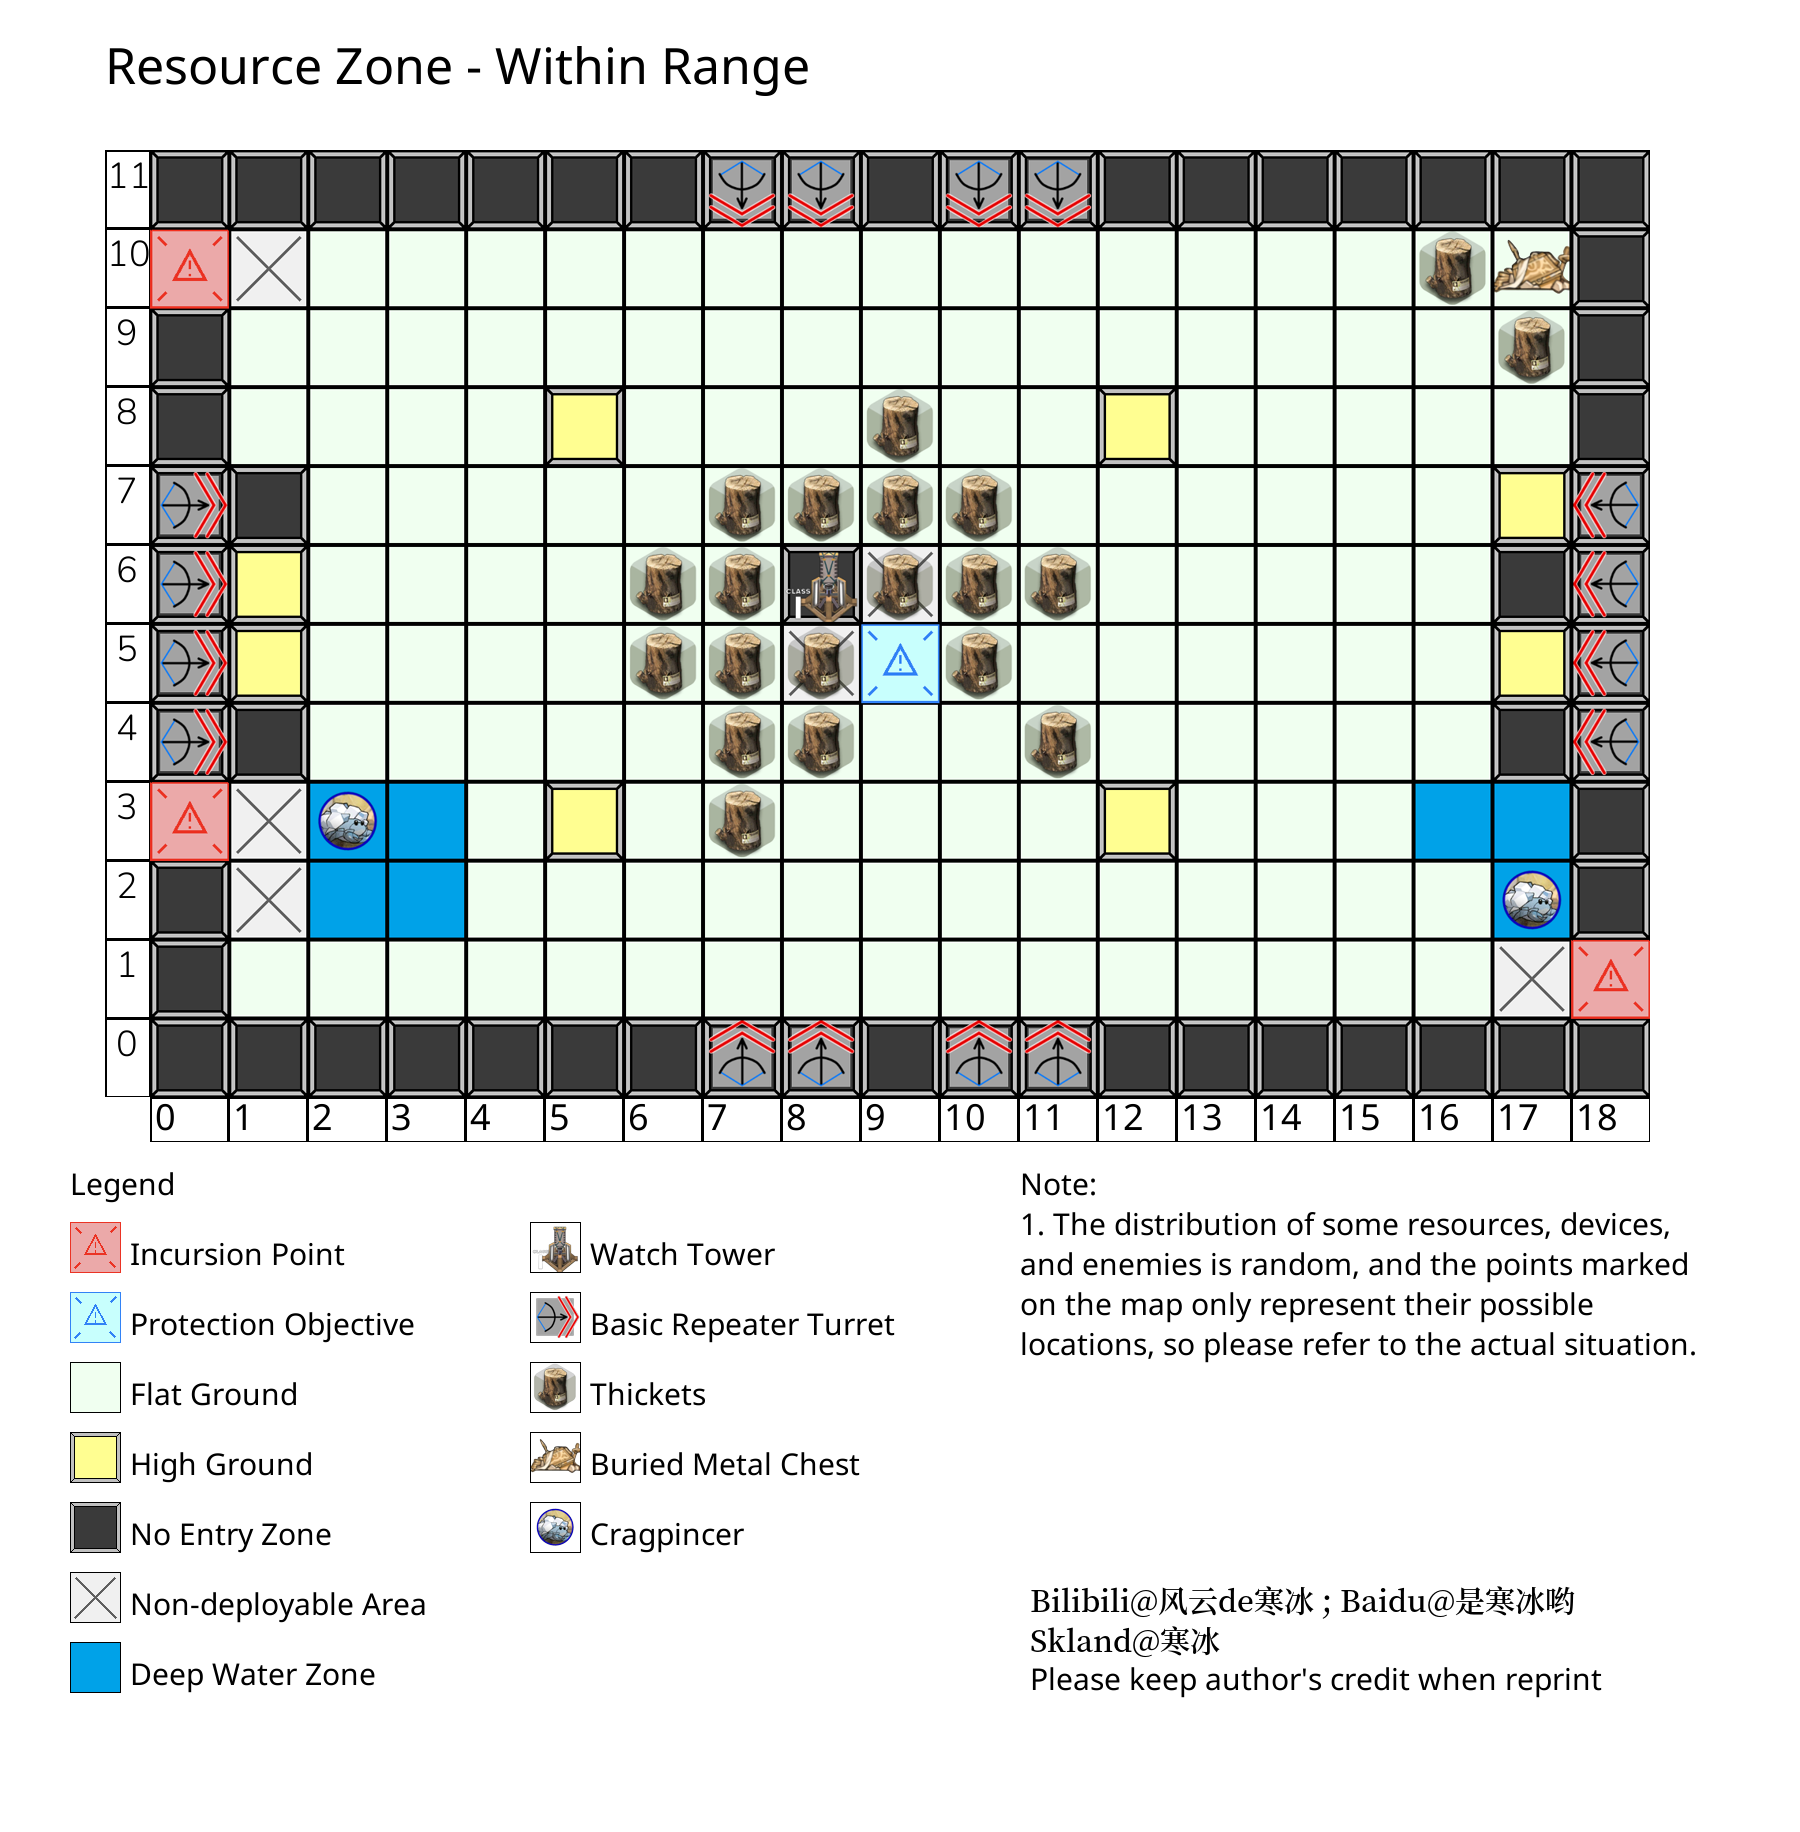 Resource Zone - Within Range
11
10
9
8
7
6
CLASS
5
4
3
2
1
0
0 1 2 3 4 5 6 7 8 9 10 11 12 13 14 15 16 17 18
Legend
Incursion Point
Protection Objective
Flat Ground
High Ground
No Entry Zone
Non-deployable Area
Deep Water Zone
Watch Tower
Basic Repeater Turret
Thickets
Buried Metal Chest
Cragpincer
Note:
1. The distribution of some resources, devices,
and enemies is random, and the points marked
on the map only represent their possible
locations, so please refer to the actual situation.
Bilibili@风云de寒冰 ; Baidu@是寒冰哟
Skland@寒冰
Please keep author's credit when reprint